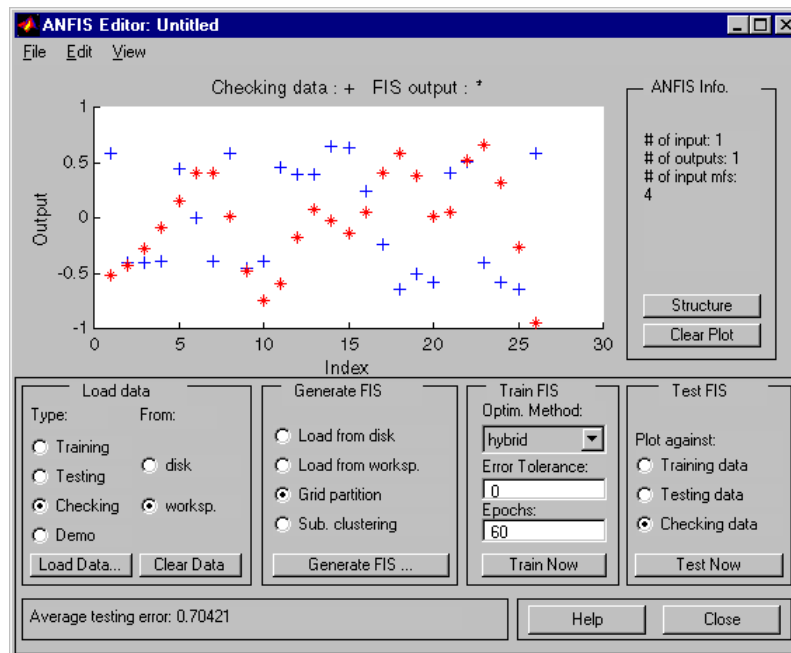 ANFIS Editor: Untitled
File Edit View
Checking data : + FIS output : *
1
0.5
0
-0.5
-1
Output
0 5 10 15 20 25 30
Index
ANFIS Info.
# of input: 1
# of outputs: 1
# of input mfs:
4
Structure
Clear Plot
Load data
Type: From:
Training
Testing
Checking
Demo
disk
worksp.
Load Data... Clear Data
Generate FIS
Load from disk
Load from worksp.
Grid partition
Sub. clustering
Generate FIS ...
Train FIS
Optim. Method:
hybrid
Error Tolerance:
0
Epochs:
60
Train Now
Test FIS
Plot against:
Training data
Testing data
Checking data
Test Now
Average testing error: 0.70421
Help Close